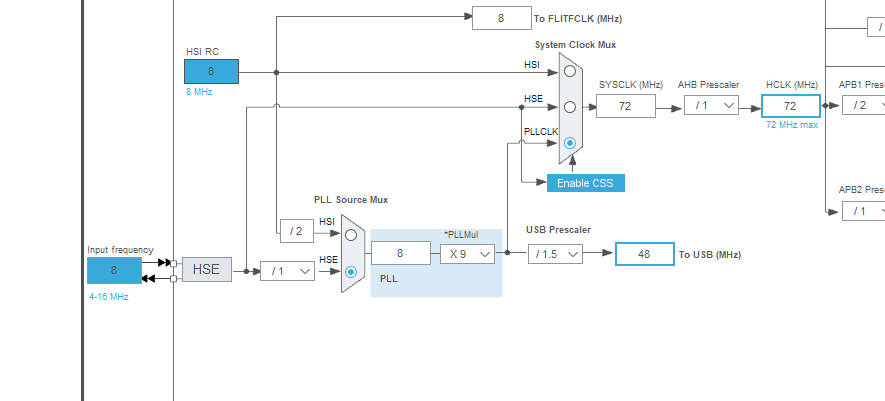 8
To FLITFCLK (MHz)
System Clock Mux
HSI RC
8
8 MHz
HSI
HSE
PLLCLK
SYSCLK (MHz)
72
AHB Prescaler
/ 1
HCLK (MHz)
72
72 MHz max
APB1 Pres
/ 2
/
Enable CSS
APB2 Pres
/ 1
PLL Source Mux
HSI
/ 2
HSE
/ 1
8
*PLLMul
X 9
PLL
USB Prescaler
/ 1.5
48
To USB (MHz)
Input frequency
8
4-16 MHz
HSE